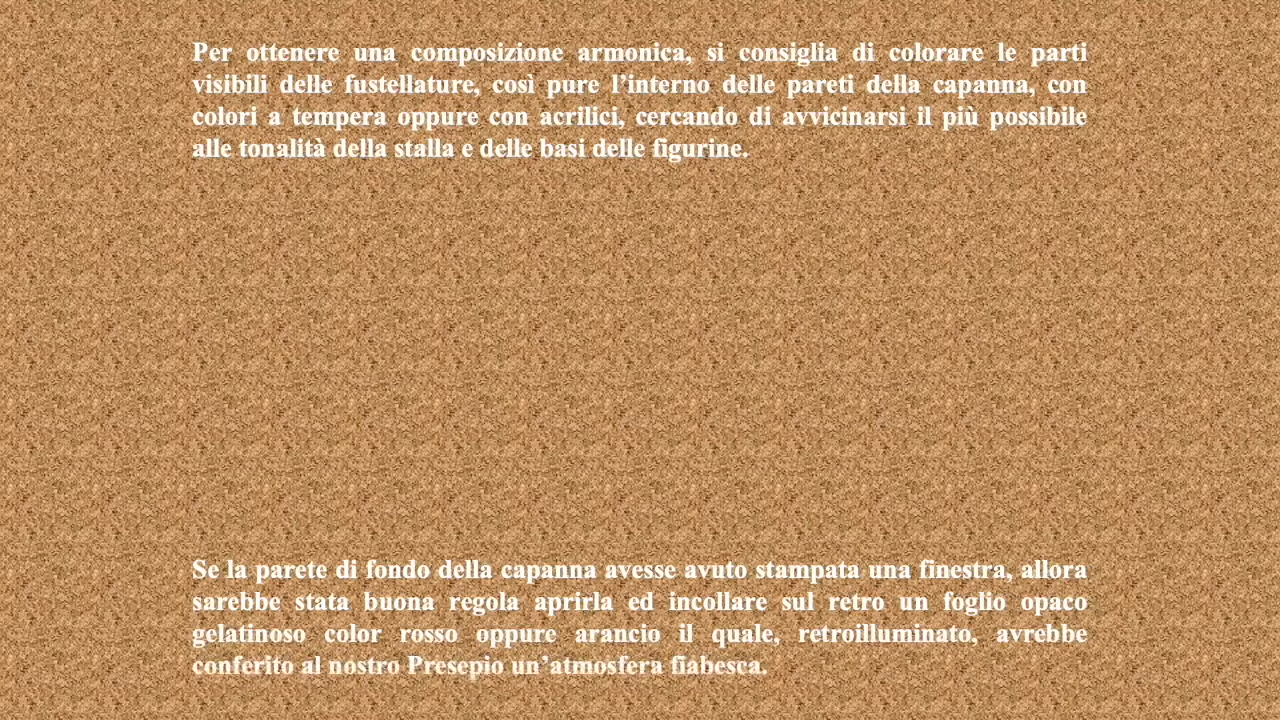 Per ottenere una composizione armonica, si consiglia di colorare le parti
visibili delle fustellature, così pure l’interno delle pareti della capanna, con
colori a tempera oppure con acrilici, cercando di avvicinarsi il più possibile
alle tonalità della stalla e delle basi delle figurine.
Se la parete di fondo della capanna avesse avuto stampata una finestra, allora
sarebbe stata buona regola aprirla ed incollare sul retro un foglio opaco
gelatinoso color rosso oppure arancio il quale, retroilluminato, avrebbe
conferito al nostro Presepio un’atmosfera fiabesca.